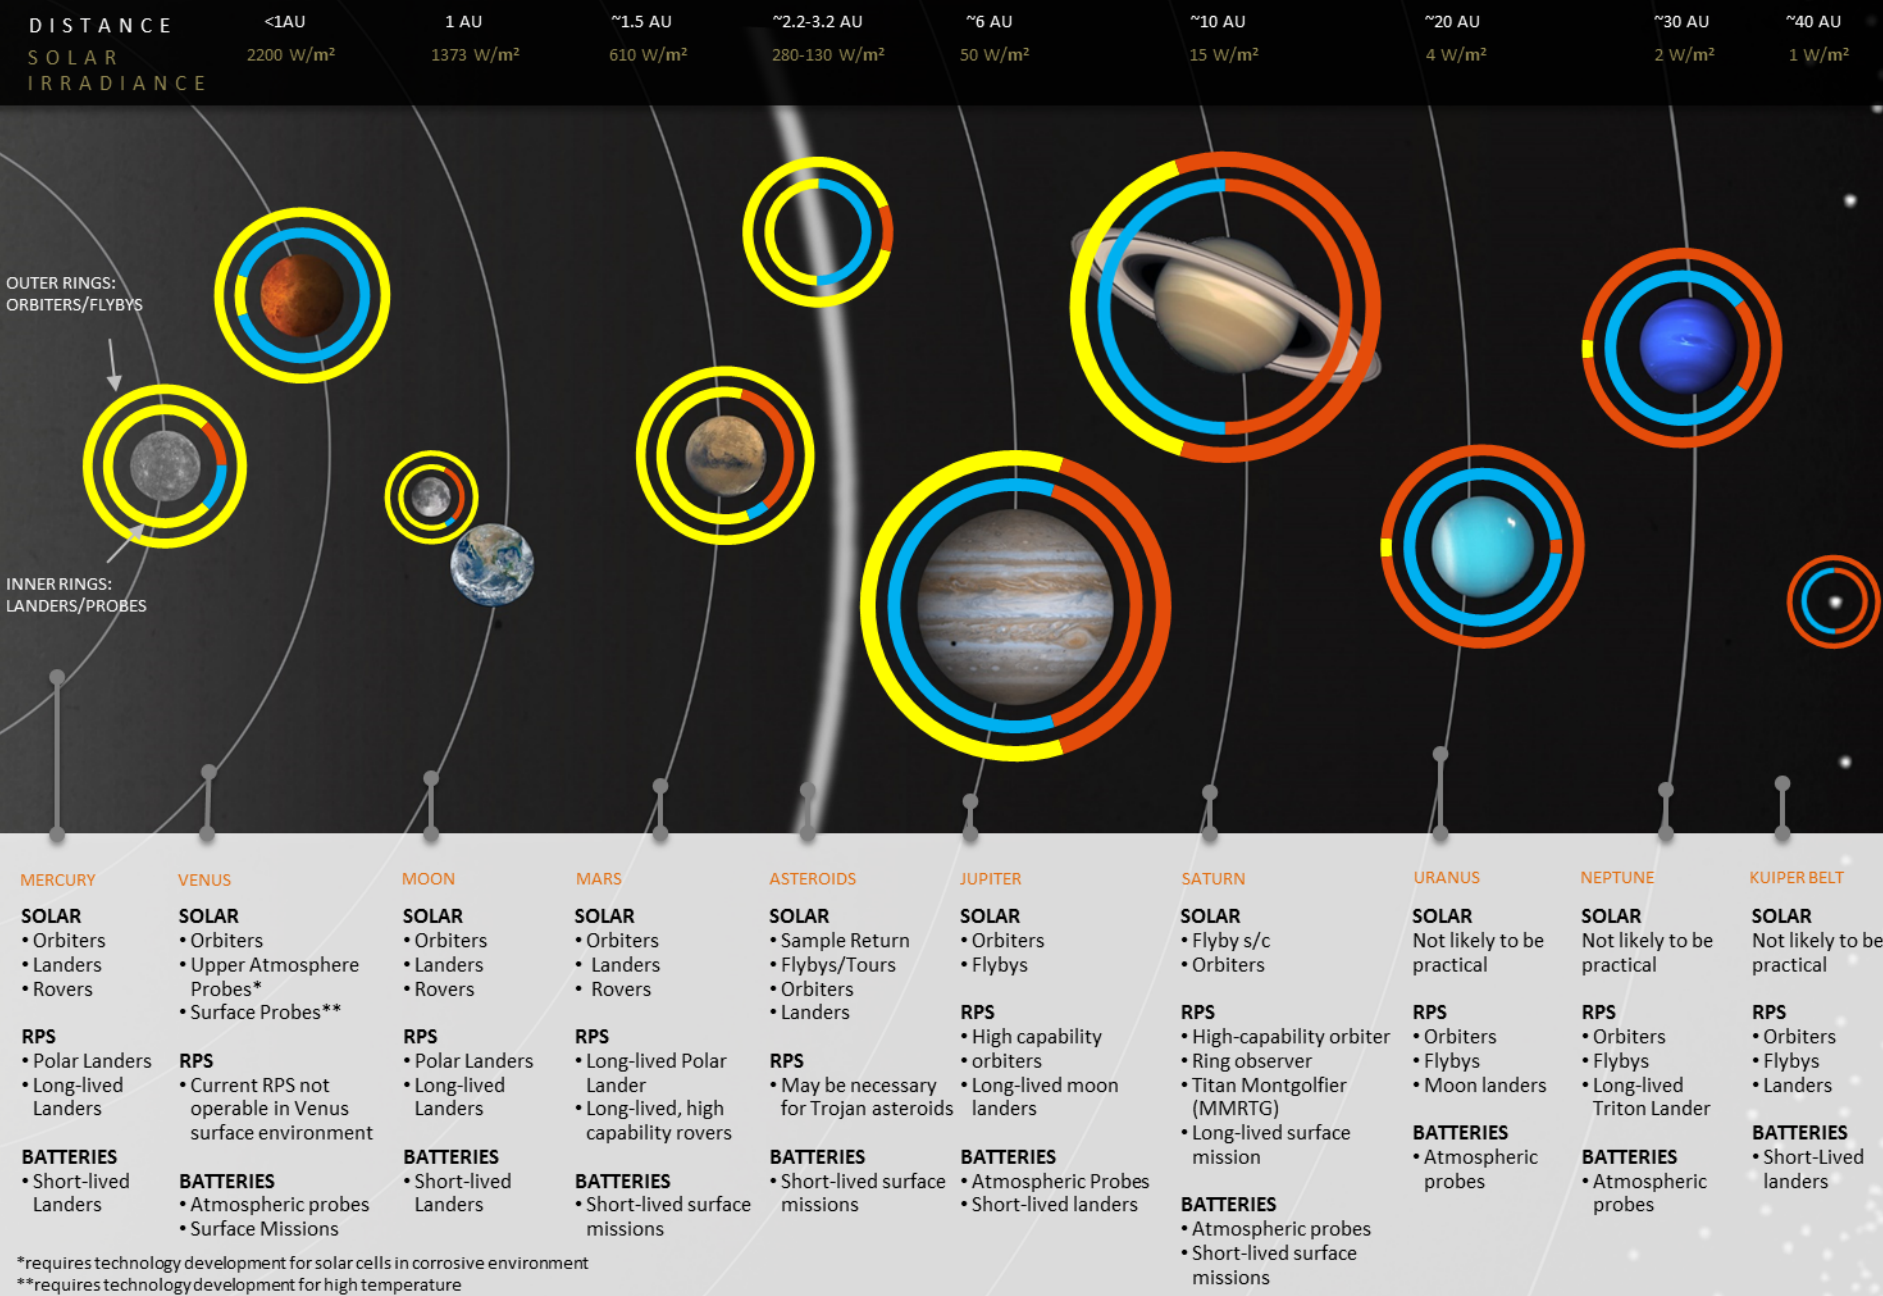 DISTANCE
SOLAR
IRRADIANCE
<1AU
2200 W/m²
1 AU
1373 W/m²
~1.5 AU
610 W/m²
~2.2-3.2 AU
280-130 W/m²
~6 AU
50 W/m²
~10 AU
15 W/m²
~20 AU
4 W/m²
~30 AU
2 W/m²
~40 AU
1 W/m²
OUTER RINGS:
ORBITERS/FLYBYS
INNER RINGS:
LANDERS/PROBES
MERCURY
SOLAR
• Orbiters
• Landers
• Rovers
RPS
• Polar Landers
• Long-lived
Landers
BATTERIES
• Short-lived
Landers
VENUS
SOLAR
• Orbiters
• Upper Atmosphere
Probes*
• Surface Probes**
RPS
• Current RPS not
operable in Venus
surface environment
BATTERIES
• Atmospheric probes
• Surface Missions
MOON
SOLAR
• Orbiters
• Landers
• Rovers
RPS
• Polar Landers
• Long-lived
Landers
BATTERIES
• Short-lived
Landers
MARS
SOLAR
• Orbiters
• Landers
• Rovers
RPS
• Long-lived Polar
Lander
• Long-lived, high
capability rovers
BATTERIES
• Short-lived surface
missions
ASTEROIDS
SOLAR
• Sample Return
• Flybys/Tours
• Orbiters
• Landers
RPS
• May be necessary
for Trojan asteroids
BATTERIES
• Short-lived surface
missions
JUPITER
SOLAR
• Orbiters
• Flybys
RPS
• High capability
• orbiters
• Long-lived moon
landers
BATTERIES
• Atmospheric Probes
• Short-lived landers
SATURN
SOLAR
• Flyby s/c
• Orbiters
RPS
• High-capability orbiter
• Ring observer
• Titan Montgolfier
(MMRTG)
• Long-lived surface
mission
BATTERIES
• Atmospheric probes
• Short-lived surface
missions
URANUS
SOLAR
Not likely to be
practical
RPS
• Orbiters
• Flybys
• Moon landers
BATTERIES
• Atmospheric
probes
NEPTUNE
SOLAR
Not likely to be
practical
RPS
• Orbiters
• Flybys
• Long-lived
Triton Lander
BATTERIES
• Atmospheric
probes
KUIPER BELT
SOLAR
Not likely to be
practical
RPS
• Orbiters
• Flybys
• Landers
BATTERIES
• Short-Lived
landers
*requires technology development for solar cells in corrosive environment
**requires technology development for high temperature